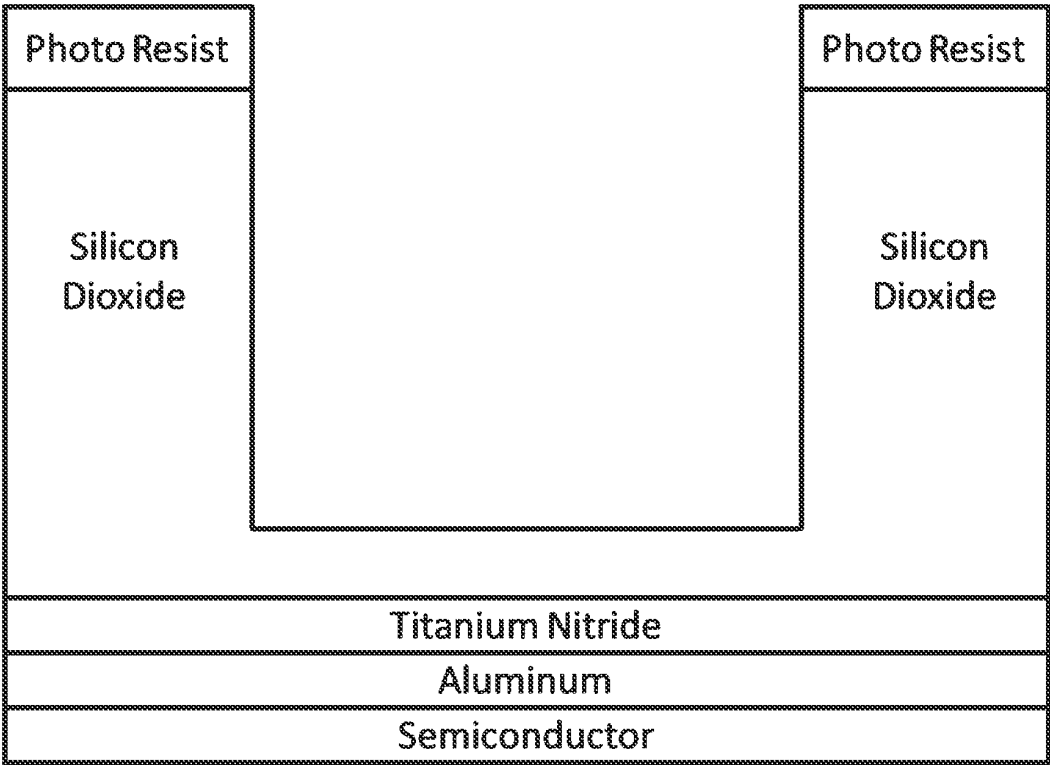 Photo Resist
Photo Resist
Silicon
Dioxide
Silicon
Dioxide
Titanium Nitride
Aluminum
Semiconductor